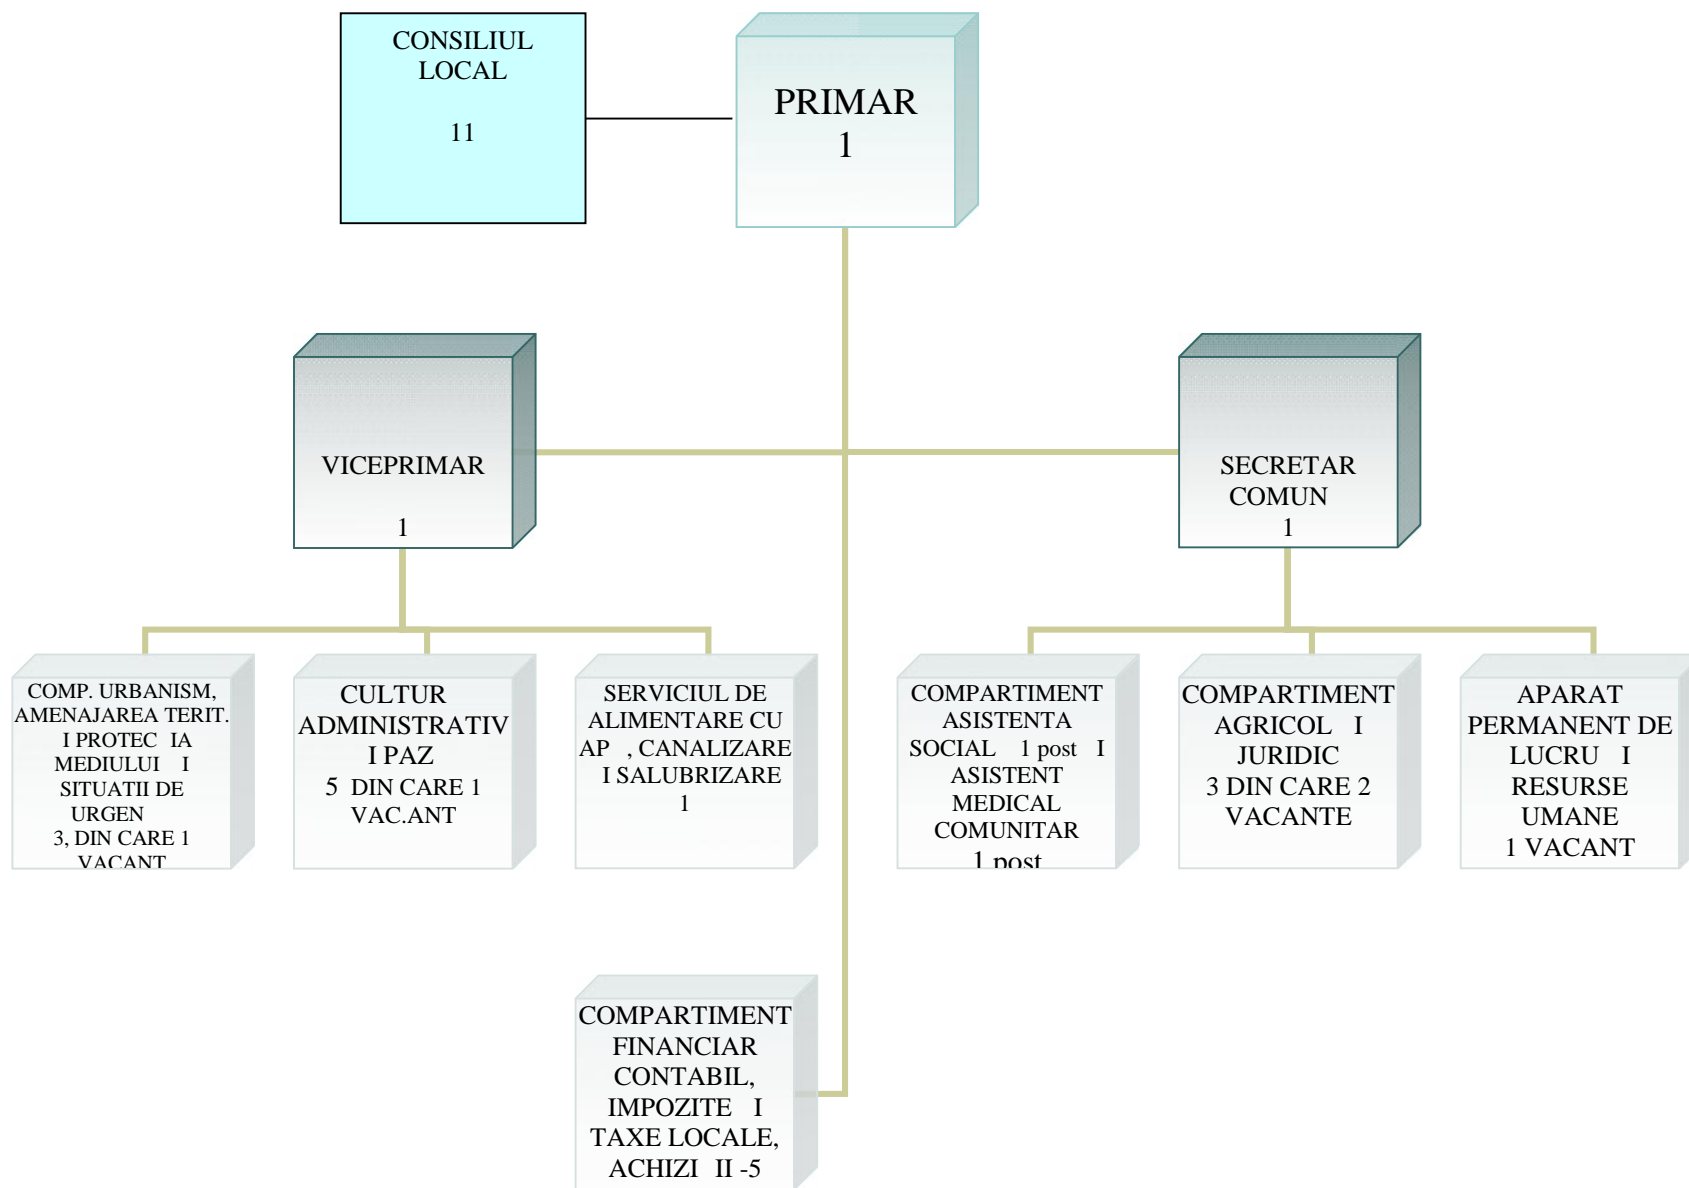 CONSILIUL
LOCAL
11
PRIMAR
1
VICEPRIMAR
1
SECRETAR
COMUN
1
COMP. URBANISM,
AMENAJAREA TERIT.
I PROTEC IA
MEDIULUI I
SITUATII DE
URGEN
3, DIN CARE 1
VACANT
CULTUR
ADMINISTRATIV
I PAZ
5 DIN CARE 1
VAC.ANT
SERVICIUL DE
ALIMENTARE CU
AP , CANALIZARE
I SALUBRIZARE
1
COMPARTIMENT
ASISTENTA
SOCIAL 1 post I
ASISTENT
MEDICAL
COMUNITAR
1 post
COMPARTIMENT
AGRICOL I
JURIDIC
3 DIN CARE 2
VACANTE
APARAT
PERMANENT DE
LUCRU I
RESURSE
UMANE
1 VACANT
COMPARTIMENT
FINANCIAR
CONTABIL,
IMPOZITE I
TAXE LOCALE,
ACHIZI II -5